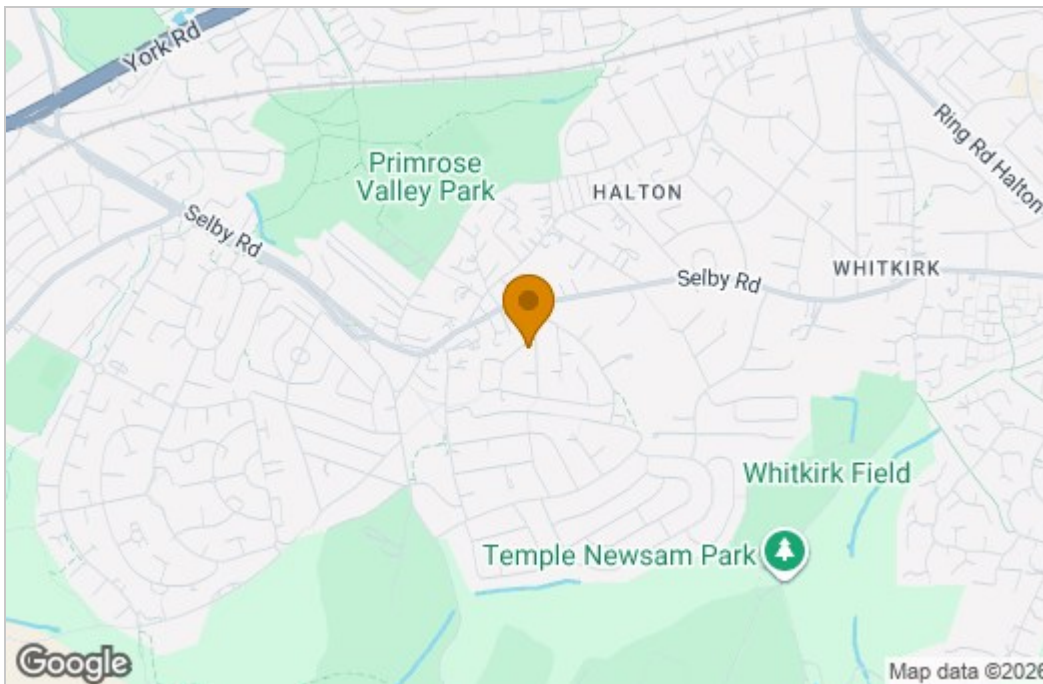 York Rd
Primrose
Valley Park
HALTON
Ring Rd Halton
Selby Rd
Selby Rd
WHITKIRK
Whitkirk Field
Temple Newsam Park
Google
Map data ©2026